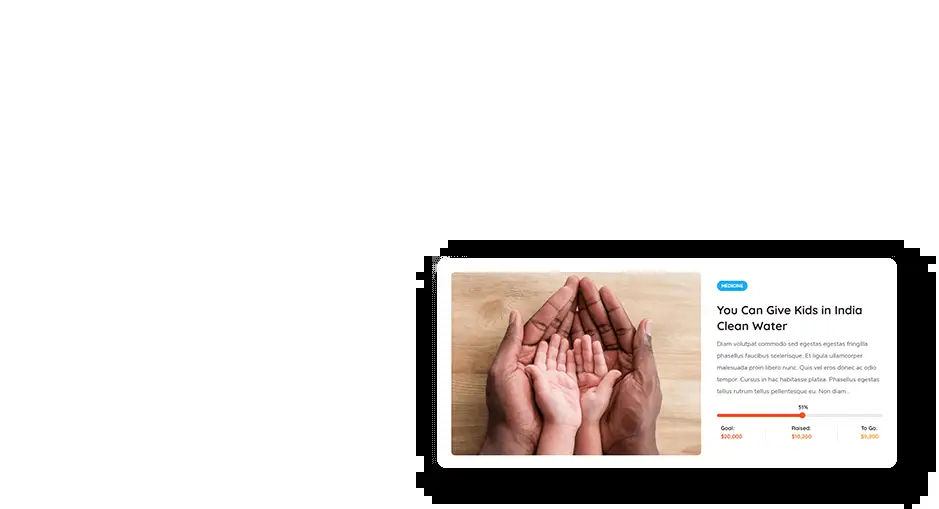 MEDICINE
You Can Give Kids in India
Clean Water
Diam volutpat commodo sed egestas egestas fringilla
phasellus faucibus scelerisque. Et ligula ullamcorper
malesuada proin libero nunc. Quis vel eros donec ac odio
tempor. Cursus in hac habitasse platea. Phasellus egestas
tellus rutrum tellus pellentesque eu. Non diam...
51%
Goal: Raised: To Go:
$20,000 $10,200 $9,800